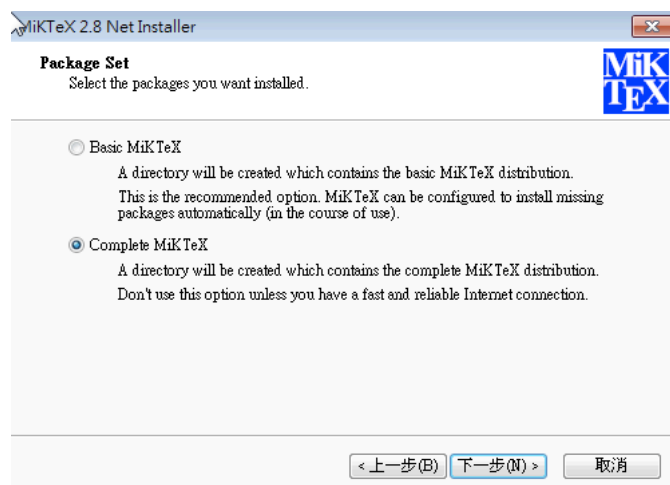 MiKTeX 2.8 Net Installer
Package Set
Select the packages you want installed.
MiK
TEX
Basic MiKTeX
A directory will be created which contains the basic MiKTeX distribution.
This is the recommended option. MiKTeX can be configured to install missing
packages automatically (in the course of use).
Complete MiKTeX
A directory will be created which contains the complete MiKTeX distribution.
Don't use this option unless you have a fast and reliable Internet connection.
<上一步(B) 下一步(N) > 取消